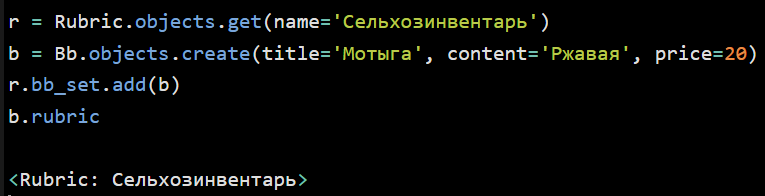 r = Rubric.objects.get(name='Сельхозинвентарь')
b = Bb.objects.create(title='Мотыга', content='Ржавая', price=20)
r.bb_set.add(b)
b.rubric
<Rubric: Сельхозинвентарь>